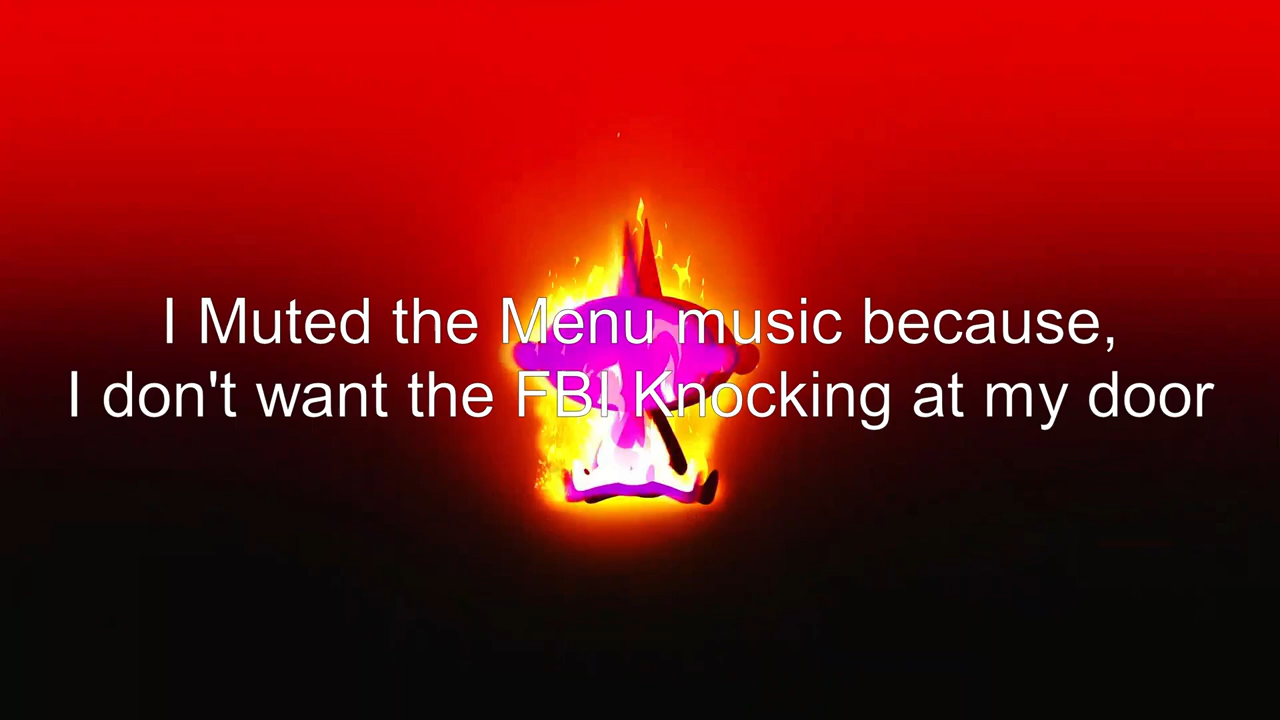 I Muted the Menu music because,
I don't want the FBI Knocking at my door